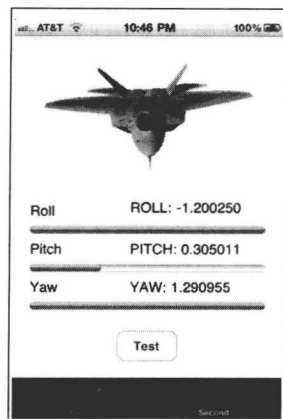 AT&T 10:46 PM 100%
Roll ROLL: -1.200250
Pitch PITCH: 0.305011
Yaw YAW: 1.290955
Test
Second